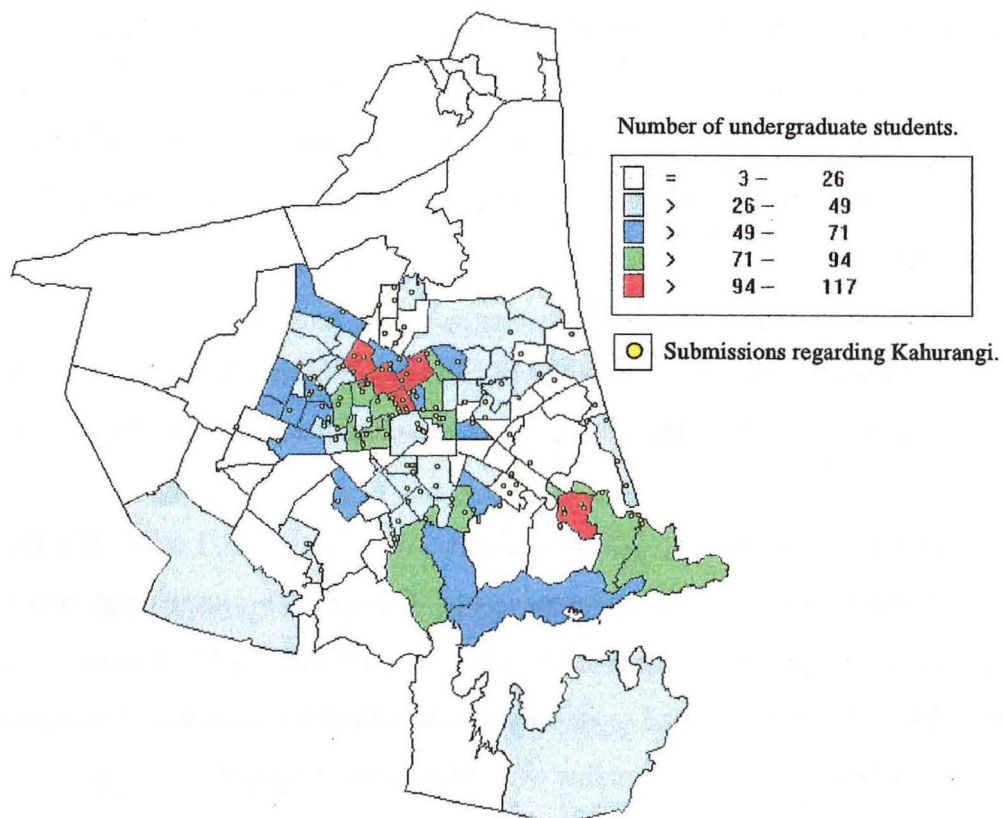 Number of undergraduate students.
= 3 – 26
> 26 – 49
> 49 – 71
> 71 – 94
> 94 – 117
Submissions regarding Kahurangi.